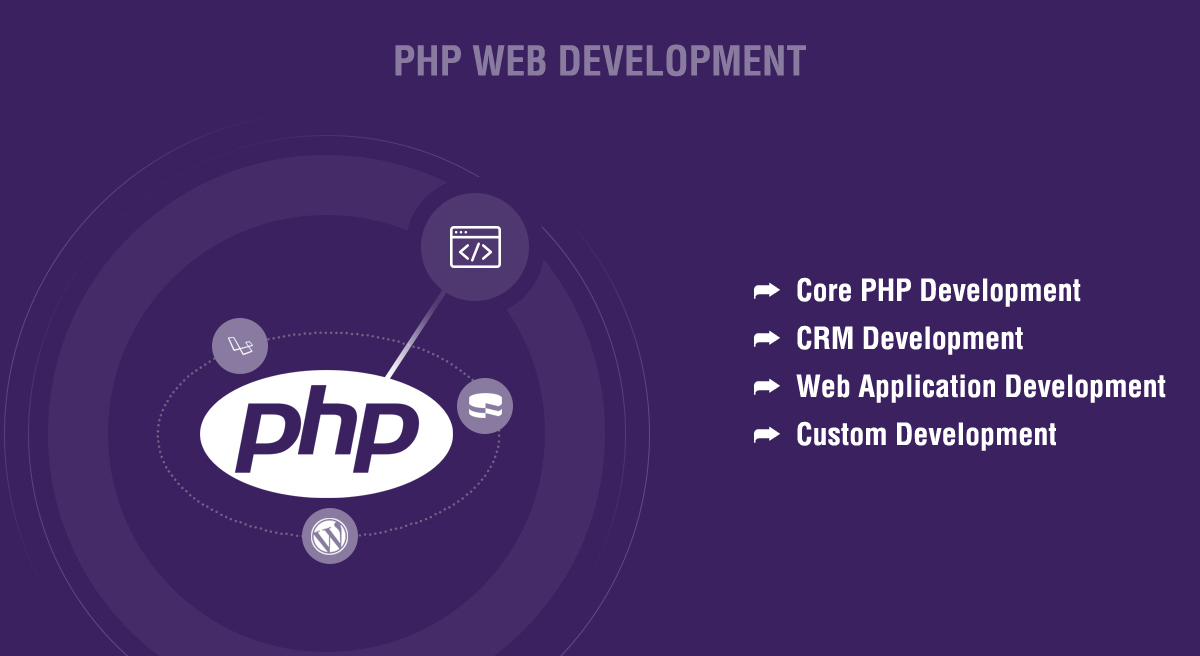 PHP WEB DEVELOPMENT
php
Core PHP Development
CRM Development
Web Application Development
Custom Development